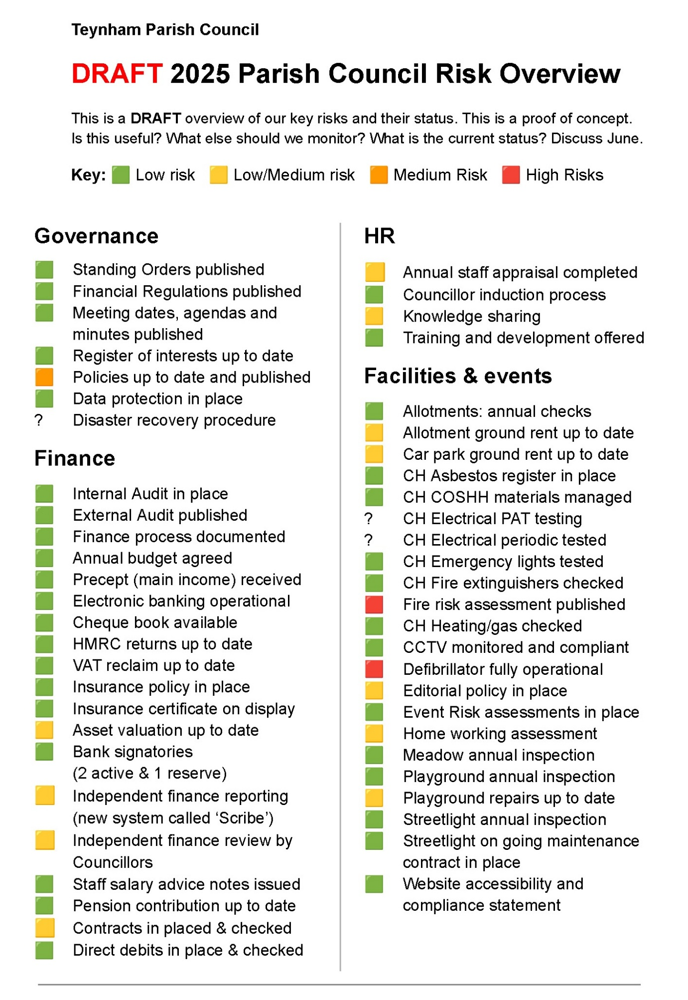 Teynham Parish Council
DRAFT 2025 Parish Council Risk Overview
This is a DRAFT overview of our key risks and their status. This is a proof of concept.
Is this useful? What else should we monitor? What is the current status? Discuss June.
Key: Low risk Low/Medium risk Medium Risk High Risks
Governance
Standing Orders published
Financial Regulations published
Meeting dates, agendas and
minutes published
Register of interests up to date
Policies up to date and published
Data protection in place
? Disaster recovery procedure
Finance
Internal Audit in place
External Audit published
Finance process documented
Annual budget agreed
Precept (main income) received
Electronic banking operational
Cheque book available
HMRC returns up to date
VAT reclaim up to date
Insurance policy in place
Insurance certificate on display
Asset valuation up to date
Bank signatories
(2 active & 1 reserve)
Independent finance reporting
(new system called ‘Scribe’)
Independent finance review by
Councillors
Staff salary advice notes issued
Pension contribution up to date
Contracts in placed & checked
Direct debits in place & checked
HR
Annual staff appraisal completed
Councillor induction process
Knowledge sharing
Training and development offered
Facilities & events
Allotments: annual checks
Allotment ground rent up to date
Car park ground rent up to date
CH Asbestos register in place
CH COSHH materials managed
? CH Electrical PAT testing
? CH Electrical periodic tested
CH Emergency lights tested
CH Fire extinguishers checked
Fire risk assessment published
CH Heating/gas checked
CCTV monitored and compliant
Defibrillator fully operational
Editorial policy in place
Event Risk assessments in place
Home working assessment
Meadow annual inspection
Playground annual inspection
Playground repairs up to date
Streetlight annual inspection
Streetlight on going maintenance
contract in place
Website accessibility and
compliance statement